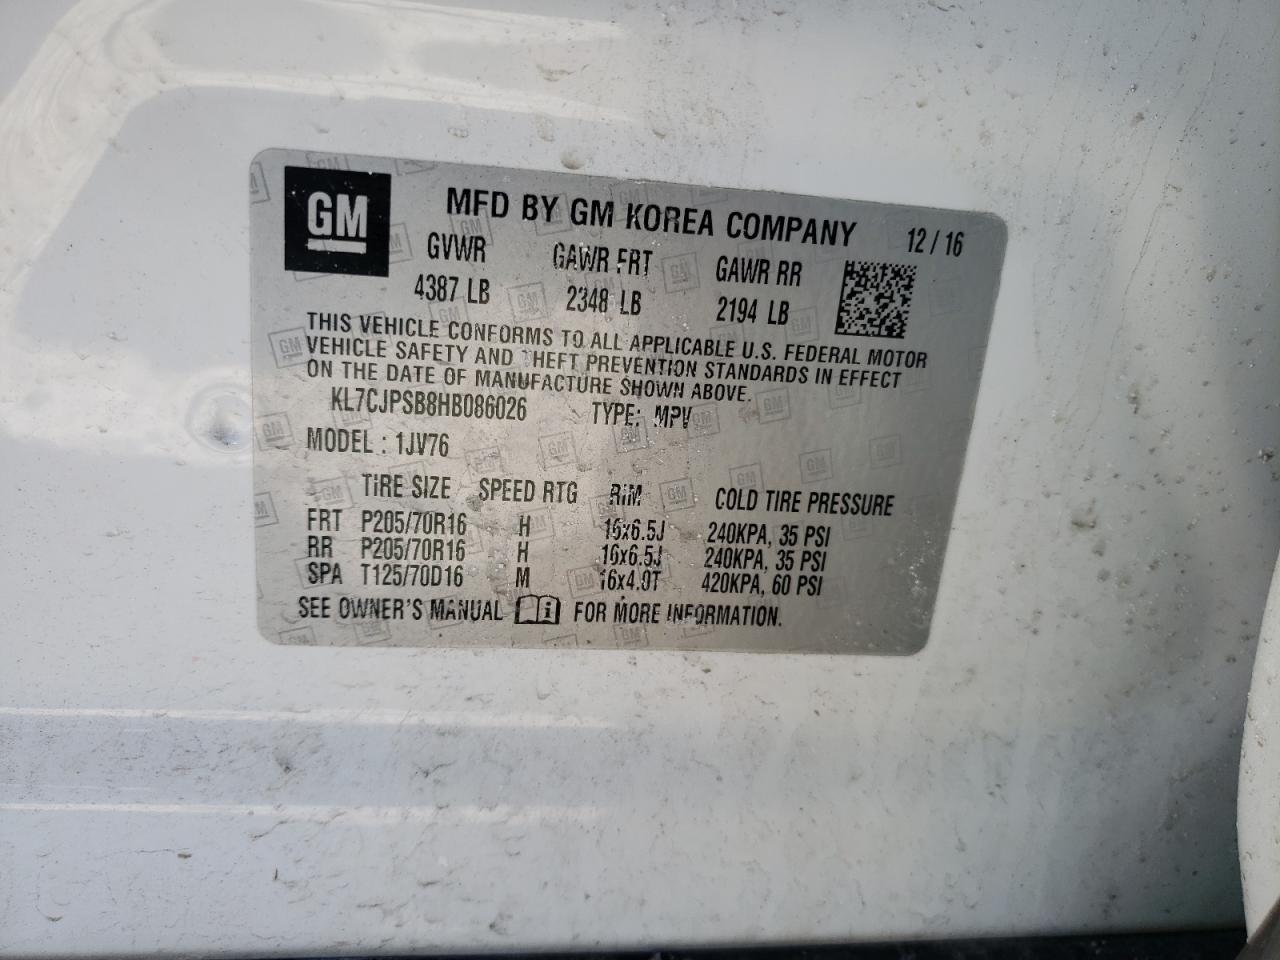 GM MFD BY GM KOREA COMPANY 12/16
GVWR GAWR FRT GAWR RR
4387 LB 2348 LB 2194 LB
THIS VEHICLE CONFORMS TO ALL APPLICABLE U.S. FEDERAL MOTOR
VEHICLE SAFETY AND THEFT PREVENTION STANDARDS IN EFFECT
ON THE DATE OF MANUFACTURE SHOWN ABOVE.
KL7CJPSB8HB086026 TYPE: MPV
MODEL : 1JV76
TIRE SIZE SPEED RTG RIM COLD TIRE PRESSURE
FRT P205/70R16 H 16x6.5J 240KPA, 35 PSI
RR P205/70R16 H 16x6.5J 240KPA, 35 PSI
SPA T125/70D16 M 16x4.0T 420KPA, 60 PSI
SEE OWNER'S MANUAL i FOR MORE INFORMATION.